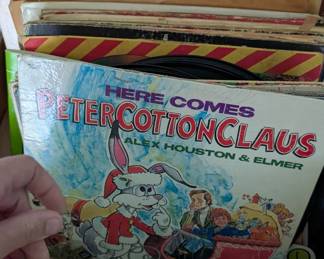 HERE COMES
PETERCOTTONCLAUS
ALEX HOUSTON & ELMER